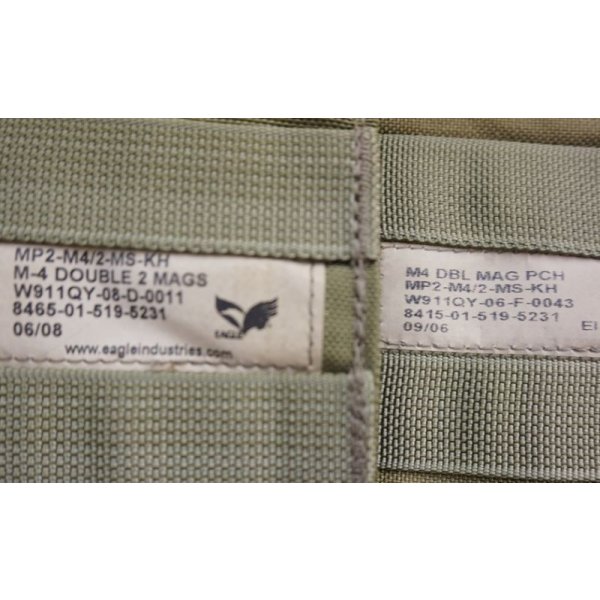 MP2-M4/2-MS-KH
M-4 DOUBLE 2 MAGS
W911QY-08-D-0011
8465-01-519-5231
06/08
EAGLE
www.eagleindustries.com
M4 DBL MAG PCH
MP2-M4/2-MS-KH
W911QY-06-F-0043
8415-01-519-5231
09/06 EI